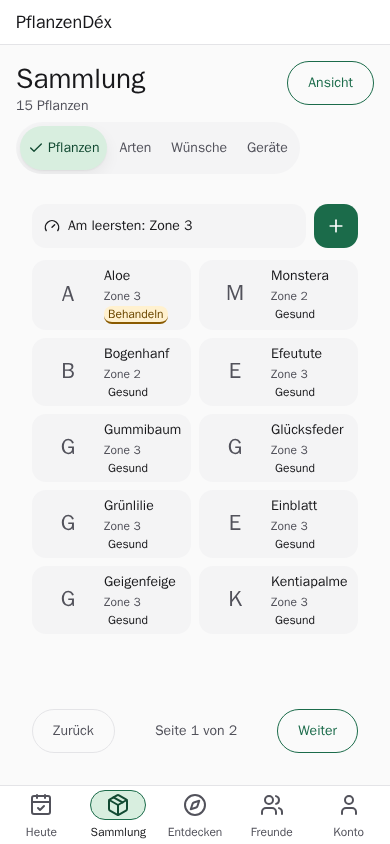 PflanzenDéx
Sammlung
15 Pflanzen
Ansicht
Pflanzen Arten Wünsche Geräte
Am leersten: Zone 3
A
Aloe
Zone 3
Behandeln
M
Monstera
Zone 2
Gesund
B
Bogenhanf
Zone 2
Gesund
E
Efeutute
Zone 3
Gesund
G
Gummibaum
Zone 3
Gesund
G
Glücksfeder
Zone 3
Gesund
G
Grünlilie
Zone 3
Gesund
E
Einblatt
Zone 3
Gesund
G
Geigenfeige
Zone 3
Gesund
K
Kentiapalme
Zone 3
Gesund
Zurück
Seite 1 von 2
Weiter
Heute Sammlung Entdecken Freunde Konto